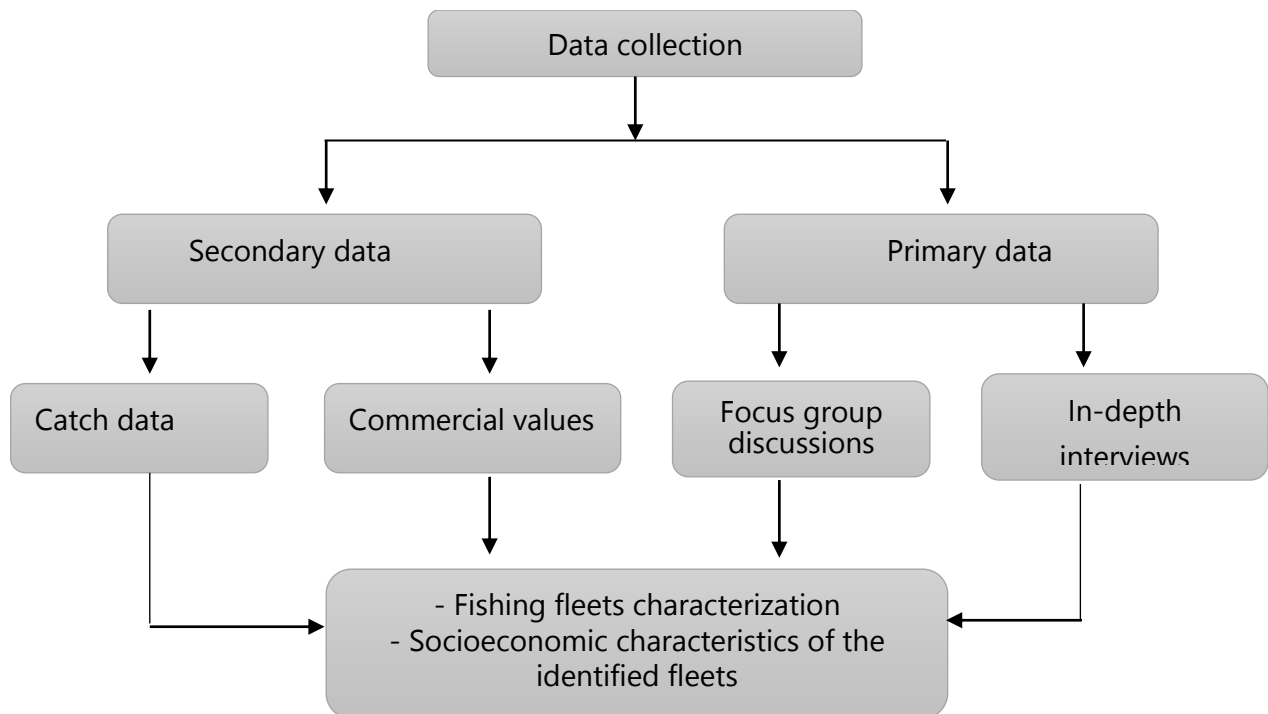 Data collection
Secondary data
Primary data
Catch data
Commercial values
Focus group
discussions
In-depth
interviews
- Fishing fleets characterization
- Socioeconomic characteristics of the
identified fleets